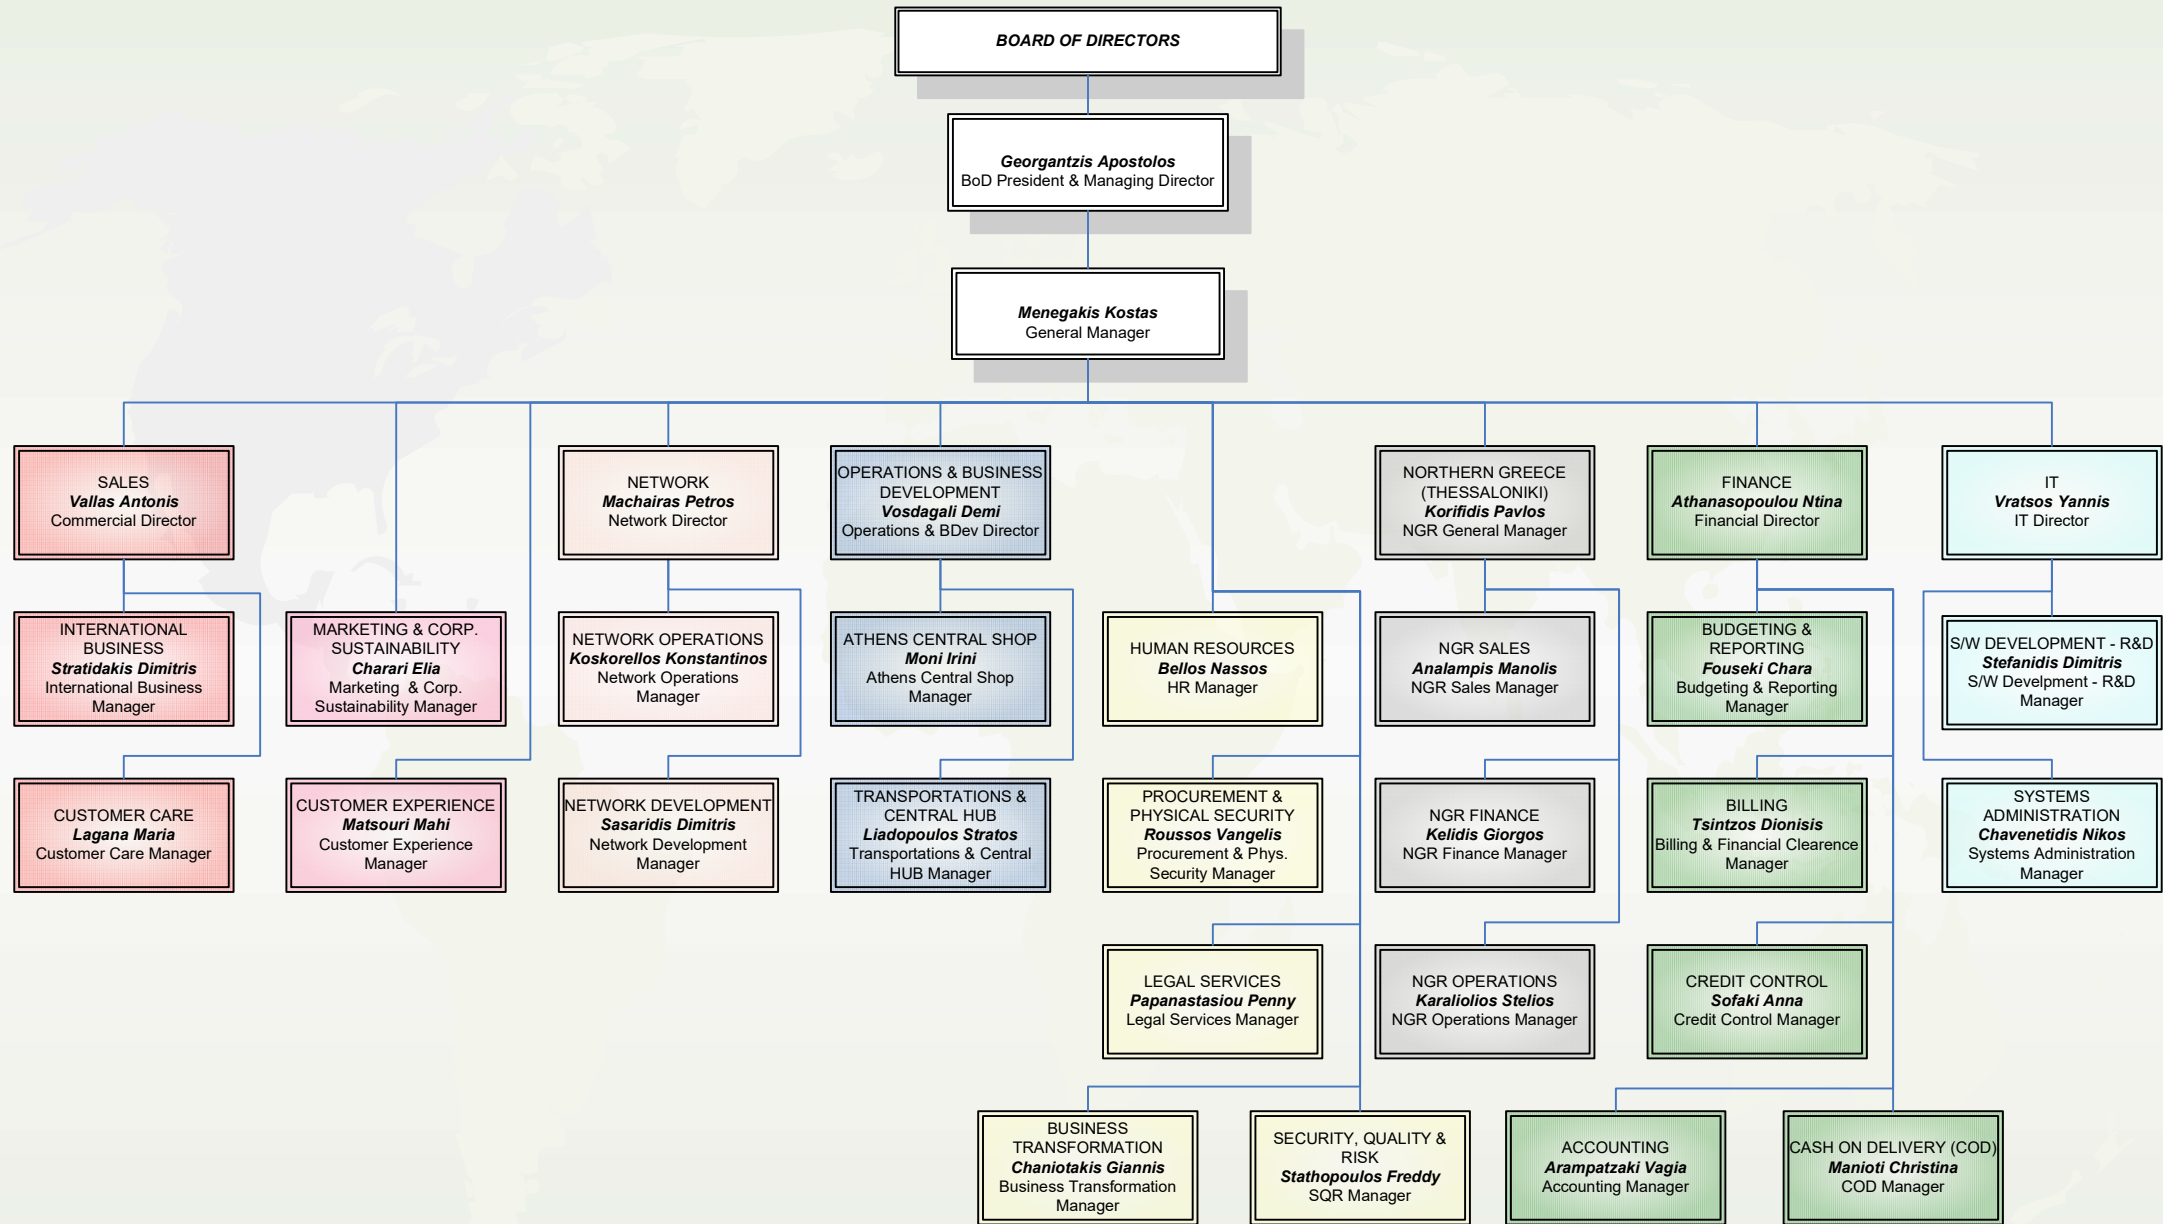 BOARD OF DIRECTORS
Georgantzis Apostolos
BoD President & Managing Director
Menegakis Kostas
General Manager
SALES
Vallas Antonis
Commercial Director
NETWORK
Machairas Petros
Network Director
OPERATIONS & BUSINESS
DEVELOPMENT
Vosdagali Demi
Operations & BDev Director
NORTHERN GREECE
(THESSALONIKI)
Korifidis Pavlos
NGR General Manager
FINANCE
Athanasopoulou Ntina
Financial Director
IT
Vratsos Yannis
IT Director
INTERNATIONAL
BUSINESS
Stratidakis Dimitris
International Business
Manager
MARKETING & CORP.
SUSTAINABILITY
Charari Elia
Marketing  & Corp.
Sustainability Manager
NETWORK OPERATIONS
Koskorellos Konstantinos
Network Operations
Manager
ATHENS CENTRAL SHOP
Moni Irini
Athens Central Shop
Manager
HUMAN RESOURCES
Bellos Nassos
HR Manager
NGR SALES
Analampis Manolis
NGR Sales Manager
BUDGETING &
REPORTING
Fouseki Chara
Budgeting & Reporting
Manager
S/W DEVELOPMENT - R&D
Stefanidis Dimitris
S/W Develpment - R&D
Manager
CUSTOMER CARE
Lagana Maria
Customer Care Manager
CUSTOMER EXPERIENCE
Matsouri Mahi
Customer Experience
Manager
NETWORK DEVELOPMENT
Sasaridis Dimitris
Network Development
Manager
TRANSPORTATIONS &
CENTRAL HUB
Liadopoulos Stratos
Transportations & Central
HUB Manager
PROCUREMENT &
PHYSICAL SECURITY
Roussos Vangelis
Procurement & Phys.
Security Manager
NGR FINANCE
Kelidis Giorgos
NGR Finance Manager
BILLING
Tsintzos Dionisis
Billing & Financial Clearence
Manager
SYSTEMS
ADMINISTRATION
Chavenetidis Nikos
Systems Administration
Manager
LEGAL SERVICES
Papanastasiou Penny
Legal Services Manager
NGR OPERATIONS
Karaliolios Stelios
NGR Operations Manager
CREDIT CONTROL
Sofaki Anna
Credit Control Manager
BUSINESS
TRANSFORMATION
Chaniotakis Giannis
Business Transformation
Manager
SECURITY, QUALITY &
RISK
Stathopoulos Freddy
SQR Manager
ACCOUNTING
Arampatzaki Vagia
Accounting Manager
CASH ON DELIVERY (COD)
Manioti Christina
COD Manager